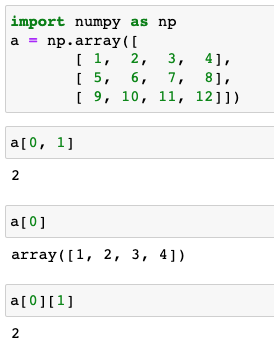 import numpy as np
a = np.array([
       [ 1,  2,  3,  4],
       [ 5,  6,  7,  8],
       [ 9, 10, 11, 12]])
a[0, 1]
2
a[0]
array([1, 2, 3, 4])
a[0][1]
2